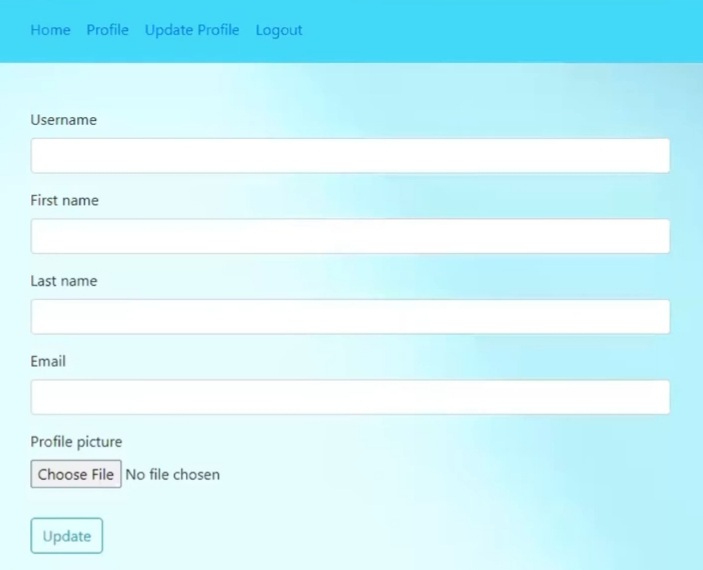 Home Profile Update Profile Logout
Username
First name
Last name
Email
Profile picture
Choose File No file chosen
Update